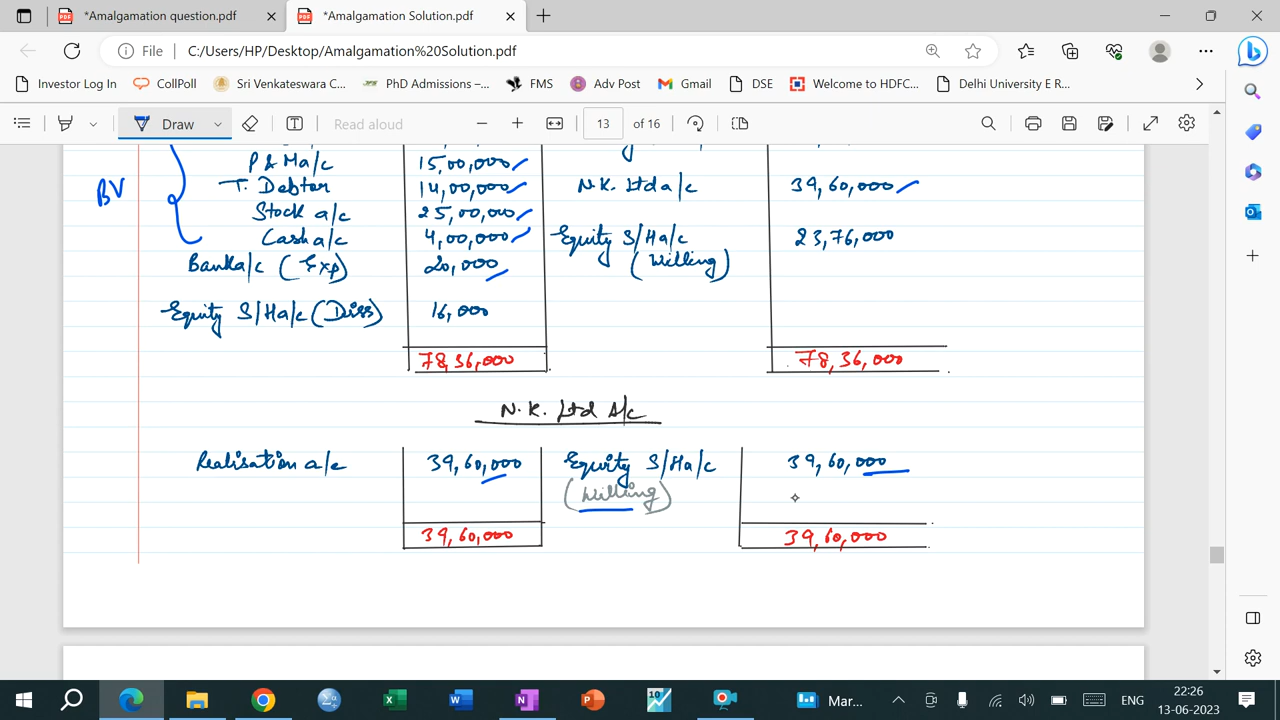 *Amalgamation question.pdf
*Amalgamation Solution.pdf
File C:/Users/HP/Desktop/Amalgamation%20Solution.pdf
Investor Log In CollPoll Sri Venkateswara C... PhD Admissions –... FMS Adv Post Gmail DSE Welcome to HDFC... Delhi University E R...
Draw Read aloud 13 of 16
P & Ma/c 15,00,000
BV T. Debtor 14,00,000 N.K. Ltd a/c 39,60,000
Stock a/c 25,00,000
Cash a/c 4,00,000 Equity S/Ha/c 23,76,000
Bank a/c (Exp) 20,000 (Willing)
Equity S/Ha/c (Diss) 16,000
78,36,000 78,36,000
N.K. Ltd A/c
Realisation a/c 39,60,000 Equity S/Ha/c 39,60,000
(Willing)
39,60,000 39,60,000
Mar... ENG 22:26
13-06-2023